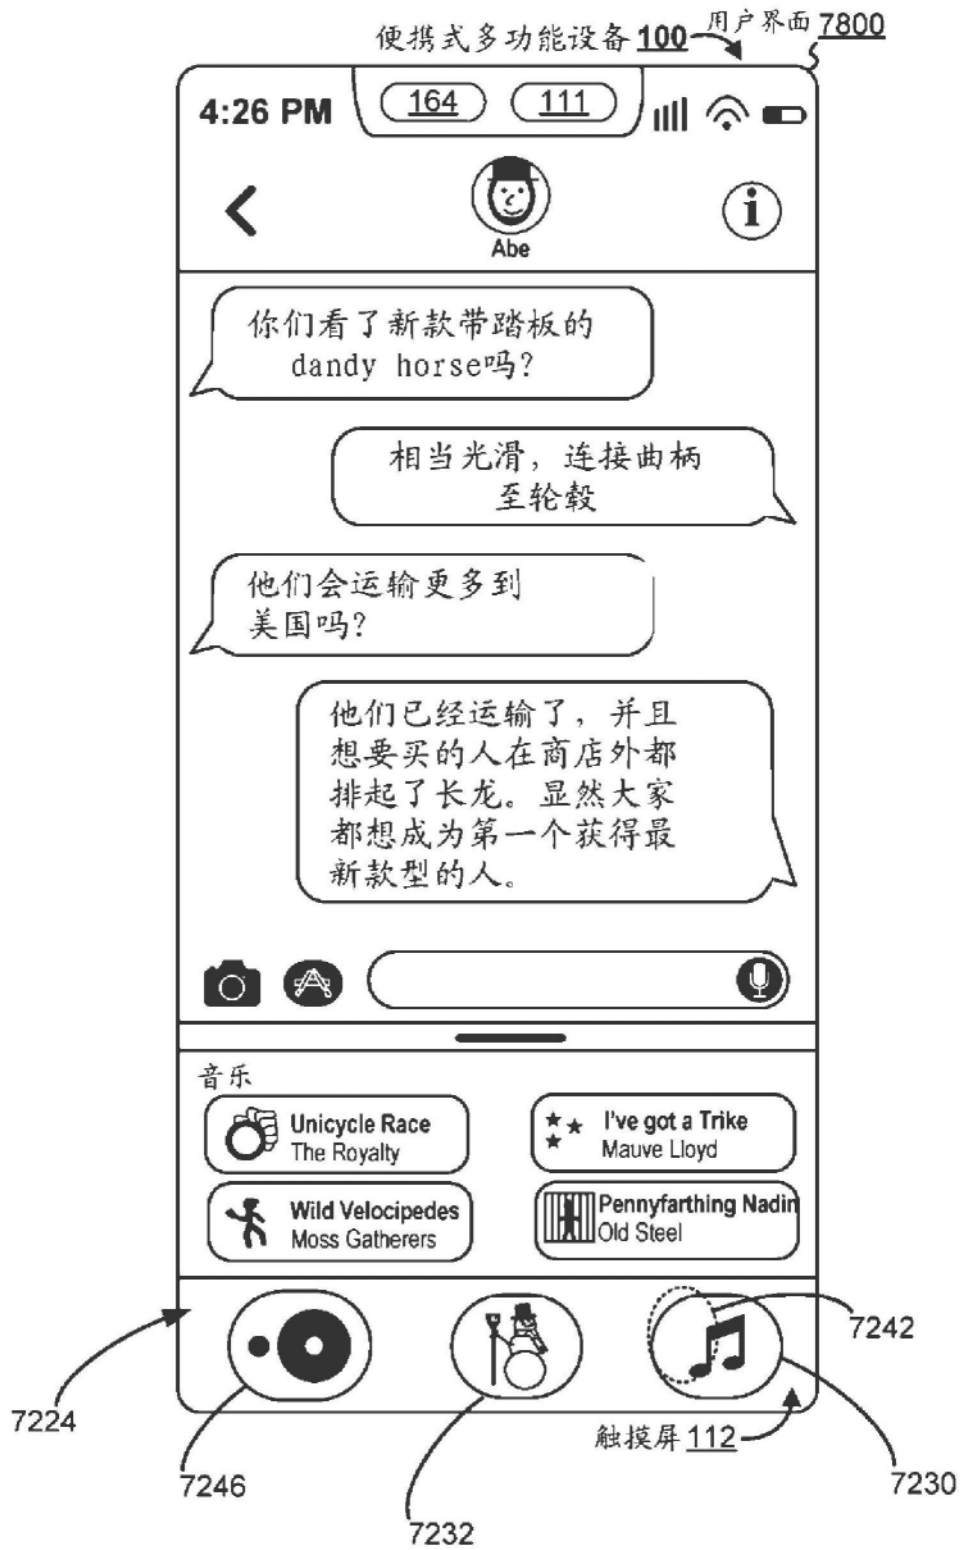 便携式多功能设备 100
用户界面 7800
4:26 PM
164
111
i
Abe
你们看了新款带踏板的
dandy horse吗?
相当光滑，连接曲柄
至轮毂
他们会运输更多到
美国吗?
他们已经运输了，并且
想要买的人在商店外都
排起了长龙。显然大家
都想成为第一个获得最
新款型的人。
音乐
Unicycle Race
The Royalty
I've got a Trike
Mauve Lloyd
Wild Velocipedes
Moss Gatherers
Pennyfarthing Nadin
Old Steel
7242
7224
触摸屏 112
7246
7230
7232